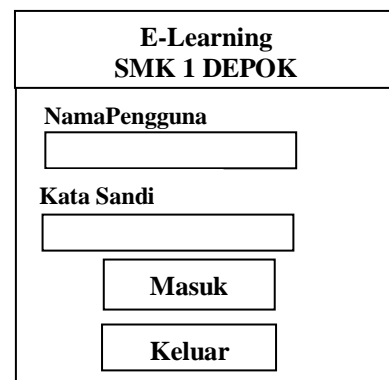 E-Learning
SMK 1 DEPOK
NamaPengguna
Kata Sandi
Masuk
Keluar